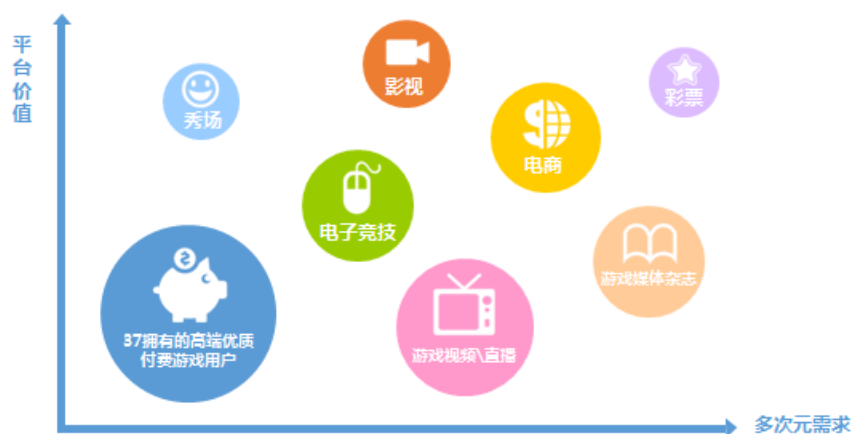 平台价值
影视
秀场
彩票
电商
电子竞技
游戏媒体杂志
37拥有的高端优质
付费游戏用户
游戏视频\直播
多次元需求